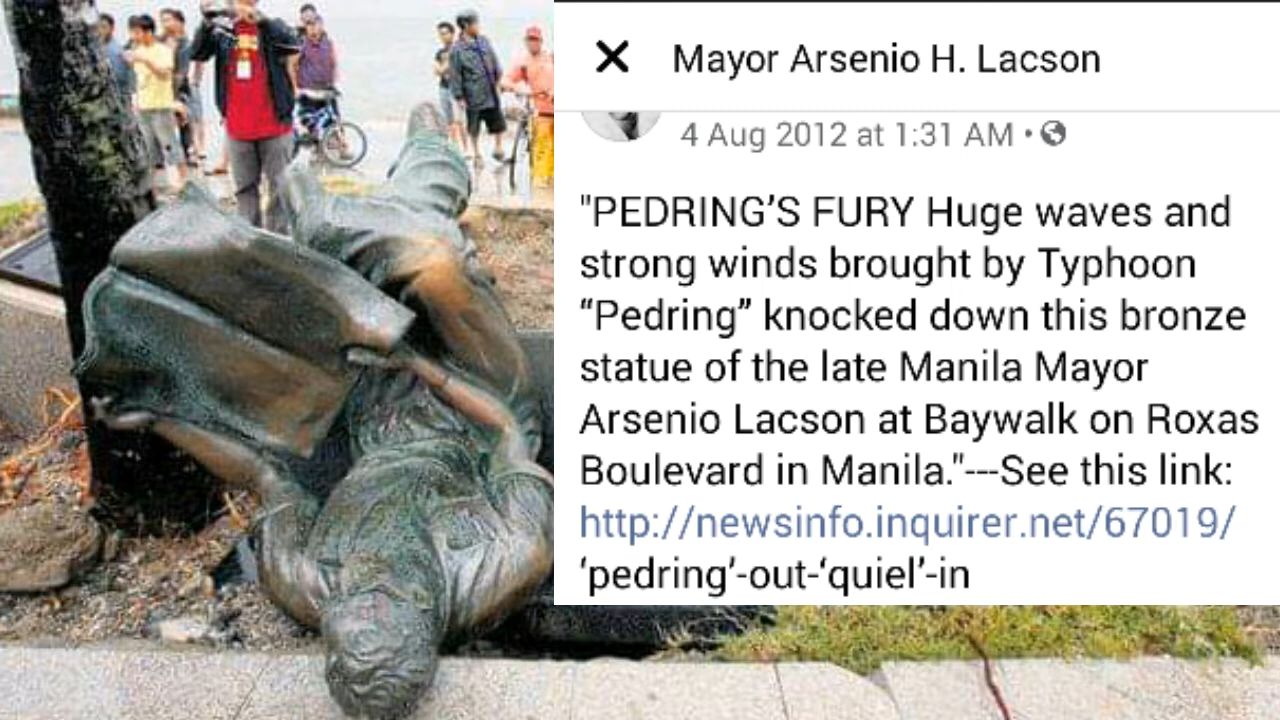 Mayor Arsenio H. Lacson
4 Aug 2012 at 1:31 AM •
"PEDRING’S FURY Huge waves and
strong winds brought by Typhoon
“Pedring” knocked down this bronze
statue of the late Manila Mayor
Arsenio Lacson at Baywalk on Roxas
Boulevard in Manila."---See this link:
http://newsinfo.inquirer.net/67019/
‘pedring’-out-‘quiel’-in